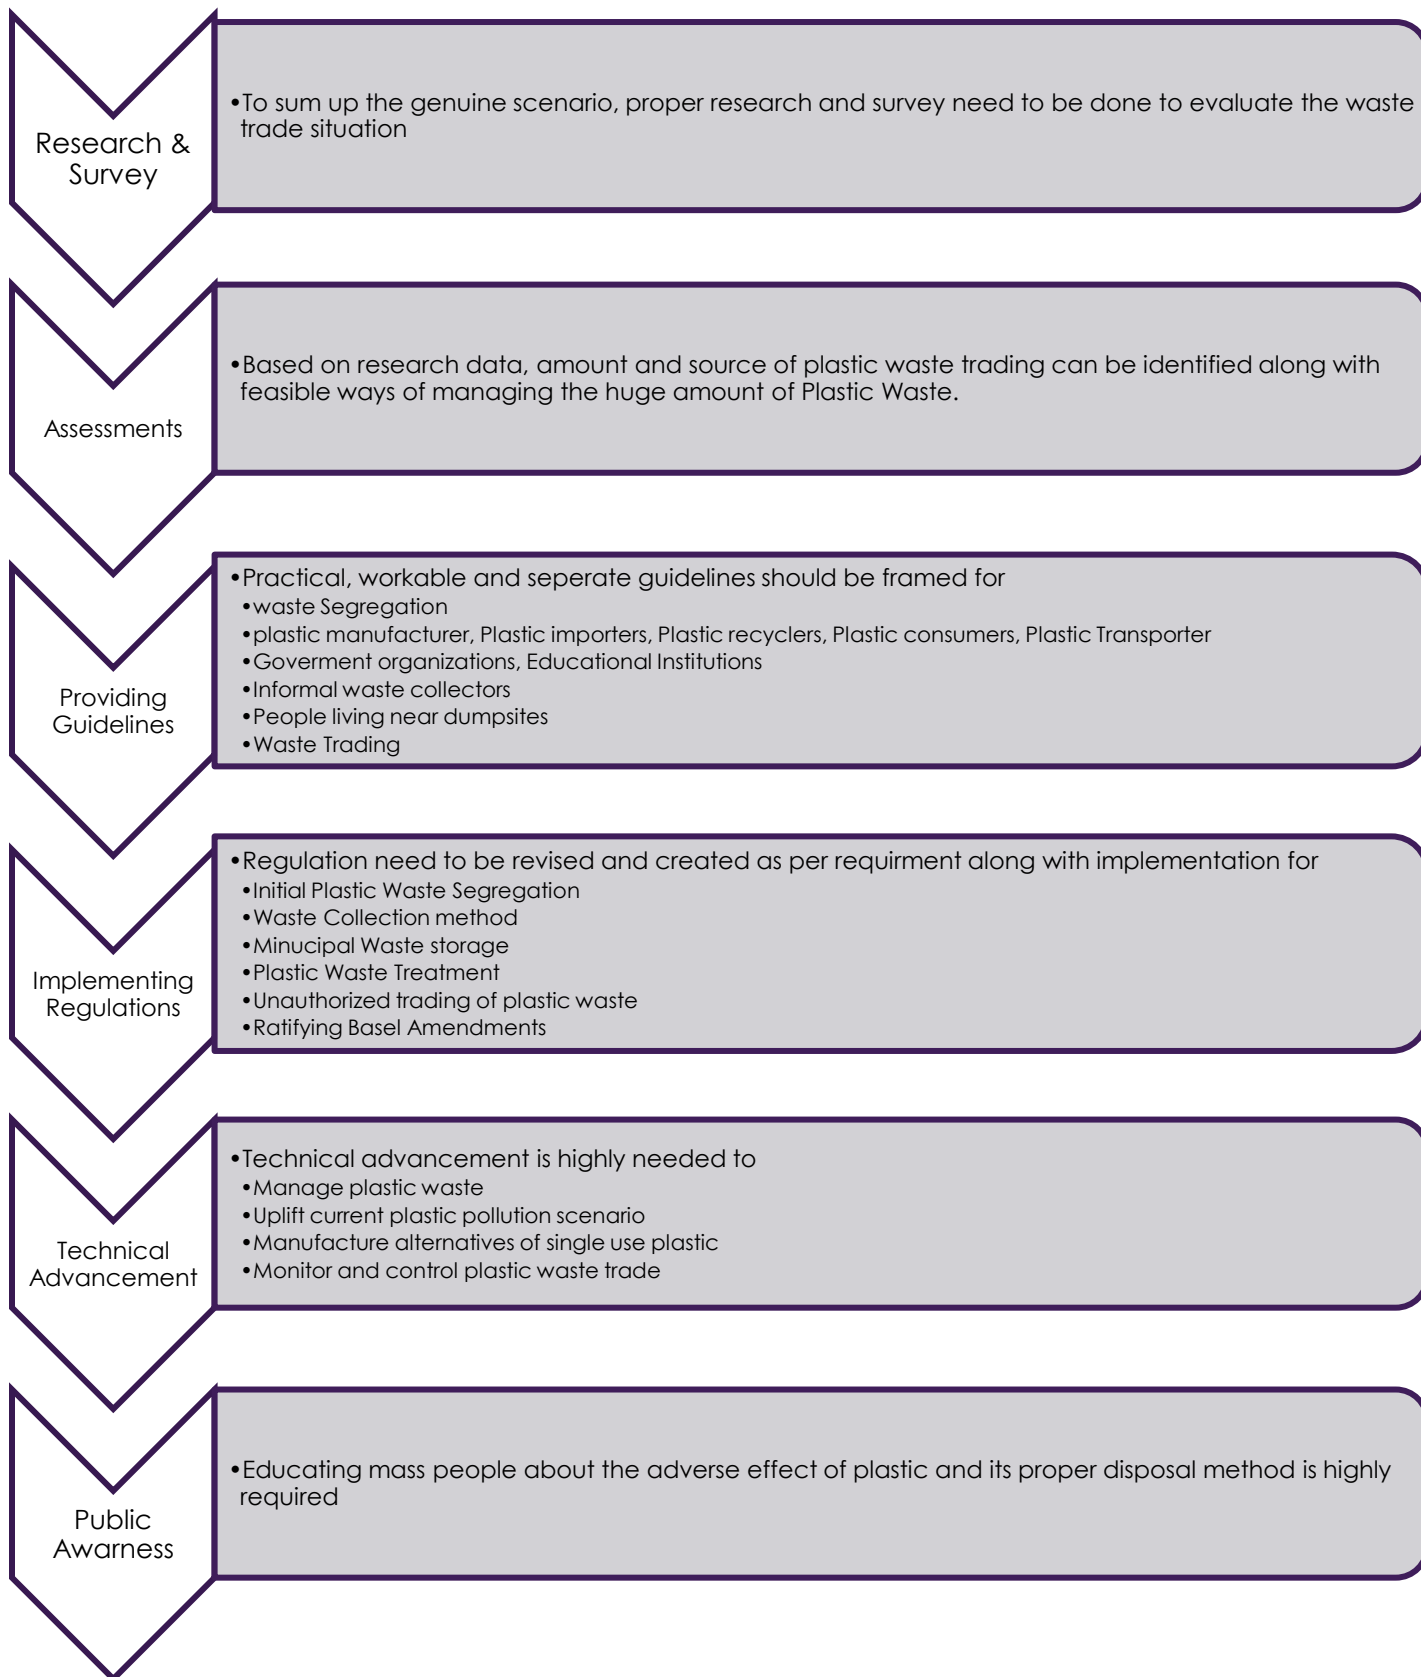 Research &
Survey
•To sum up the genuine scenario, proper research and survey need to be done to evaluate the waste
trade situation
Assessments
•Based on research data, amount and source of plastic waste trading can be identified along with
feasible ways of managing the huge amount of Plastic Waste.
Providing
Guidelines
•Practical, workable and seperate guidelines should be framed for
•waste Segregation
•plastic manufacturer, Plastic importers, Plastic recyclers, Plastic consumers, Plastic Transporter
•Goverment organizations, Educational Institutions
•Informal waste collectors
•People living near dumpsites
•Waste Trading
Implementing
Regulations
•Regulation need to be revised and created as per requirment along with implementation for
•Initial Plastic Waste Segregation
•Waste Collection method
•Minucipal Waste storage
•Plastic Waste Treatment
•Unauthorized trading of plastic waste
•Ratifying Basel Amendments
Technical
Advancement
•Technical advancement is highly needed to
•Manage plastic waste
•Uplift current plastic pollution scenario
•Manufacture alternatives of single use plastic
•Monitor and control plastic waste trade
Public
Awarness
•Educating mass people about the adverse effect of plastic and its proper disposal method is highly
required